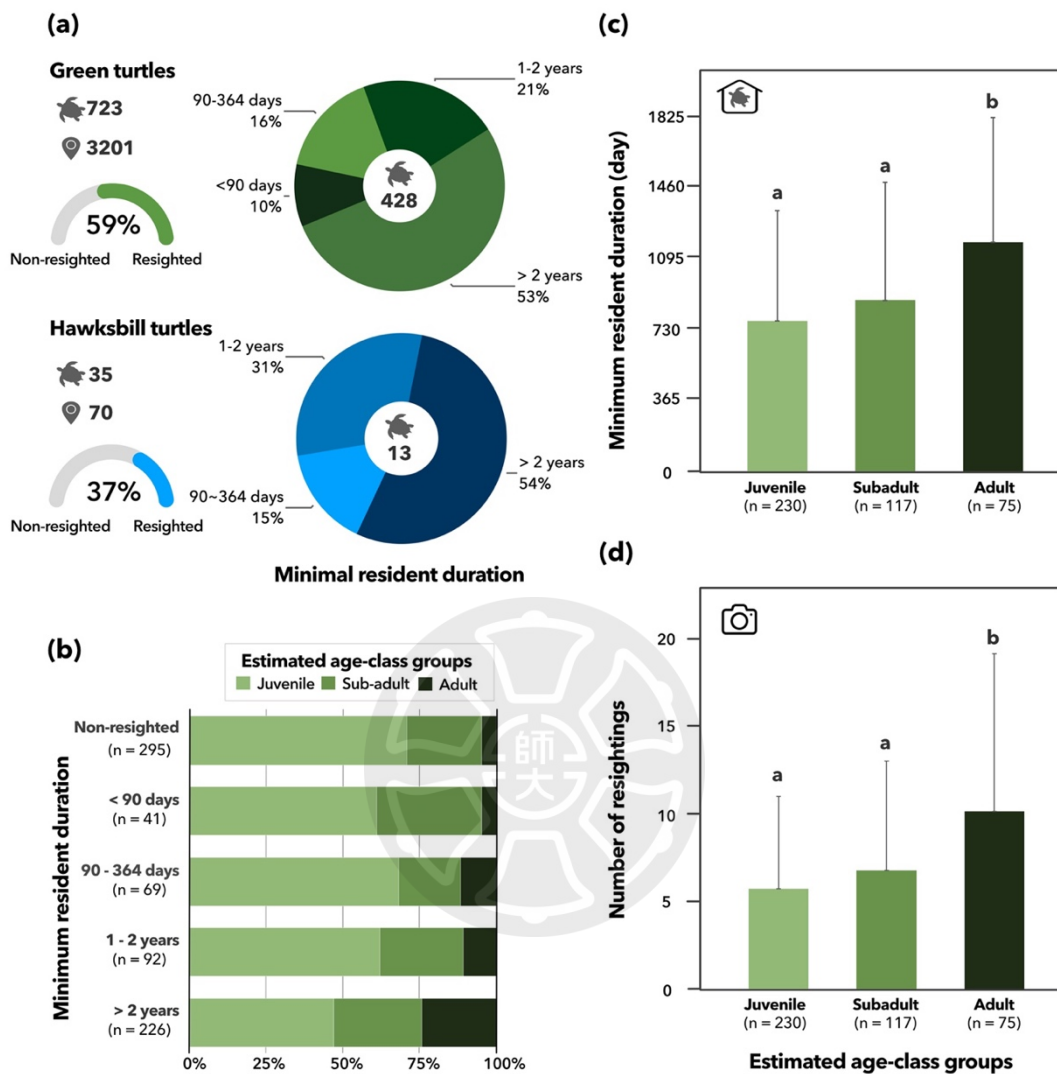 (a)
Green turtles
723
3201
59%
Non-resighted
Resighted
90-364 days
16%
<90 days
10%
1-2 years
21%
> 2 years
53%
428
Hawksbill turtles
35
70
37%
Non-resighted
Resighted
1-2 years
31%
90~364 days
15%
> 2 years
54%
13
Minimal resident duration
(b)
Estimated age-class groups
Juvenile
Sub-adult
Adult
Minimum resident duration
Non-resighted
(n = 295)
< 90 days
(n = 41)
90 - 364 days
(n = 69)
1 - 2 years
(n = 92)
> 2 years
(n = 226)
0%
25%
50%
75%
100%
師大
(c)
Minimum resident duration (day)
1825
1460
1095
730
365
0
a
a
b
Juvenile
(n = 230)
Subadult
(n = 117)
Adult
(n = 75)
(d)
Number of resightings
20
15
10
5
0
a
a
b
Juvenile
(n = 230)
Subadult
(n = 117)
Adult
(n = 75)
Estimated age-class groups